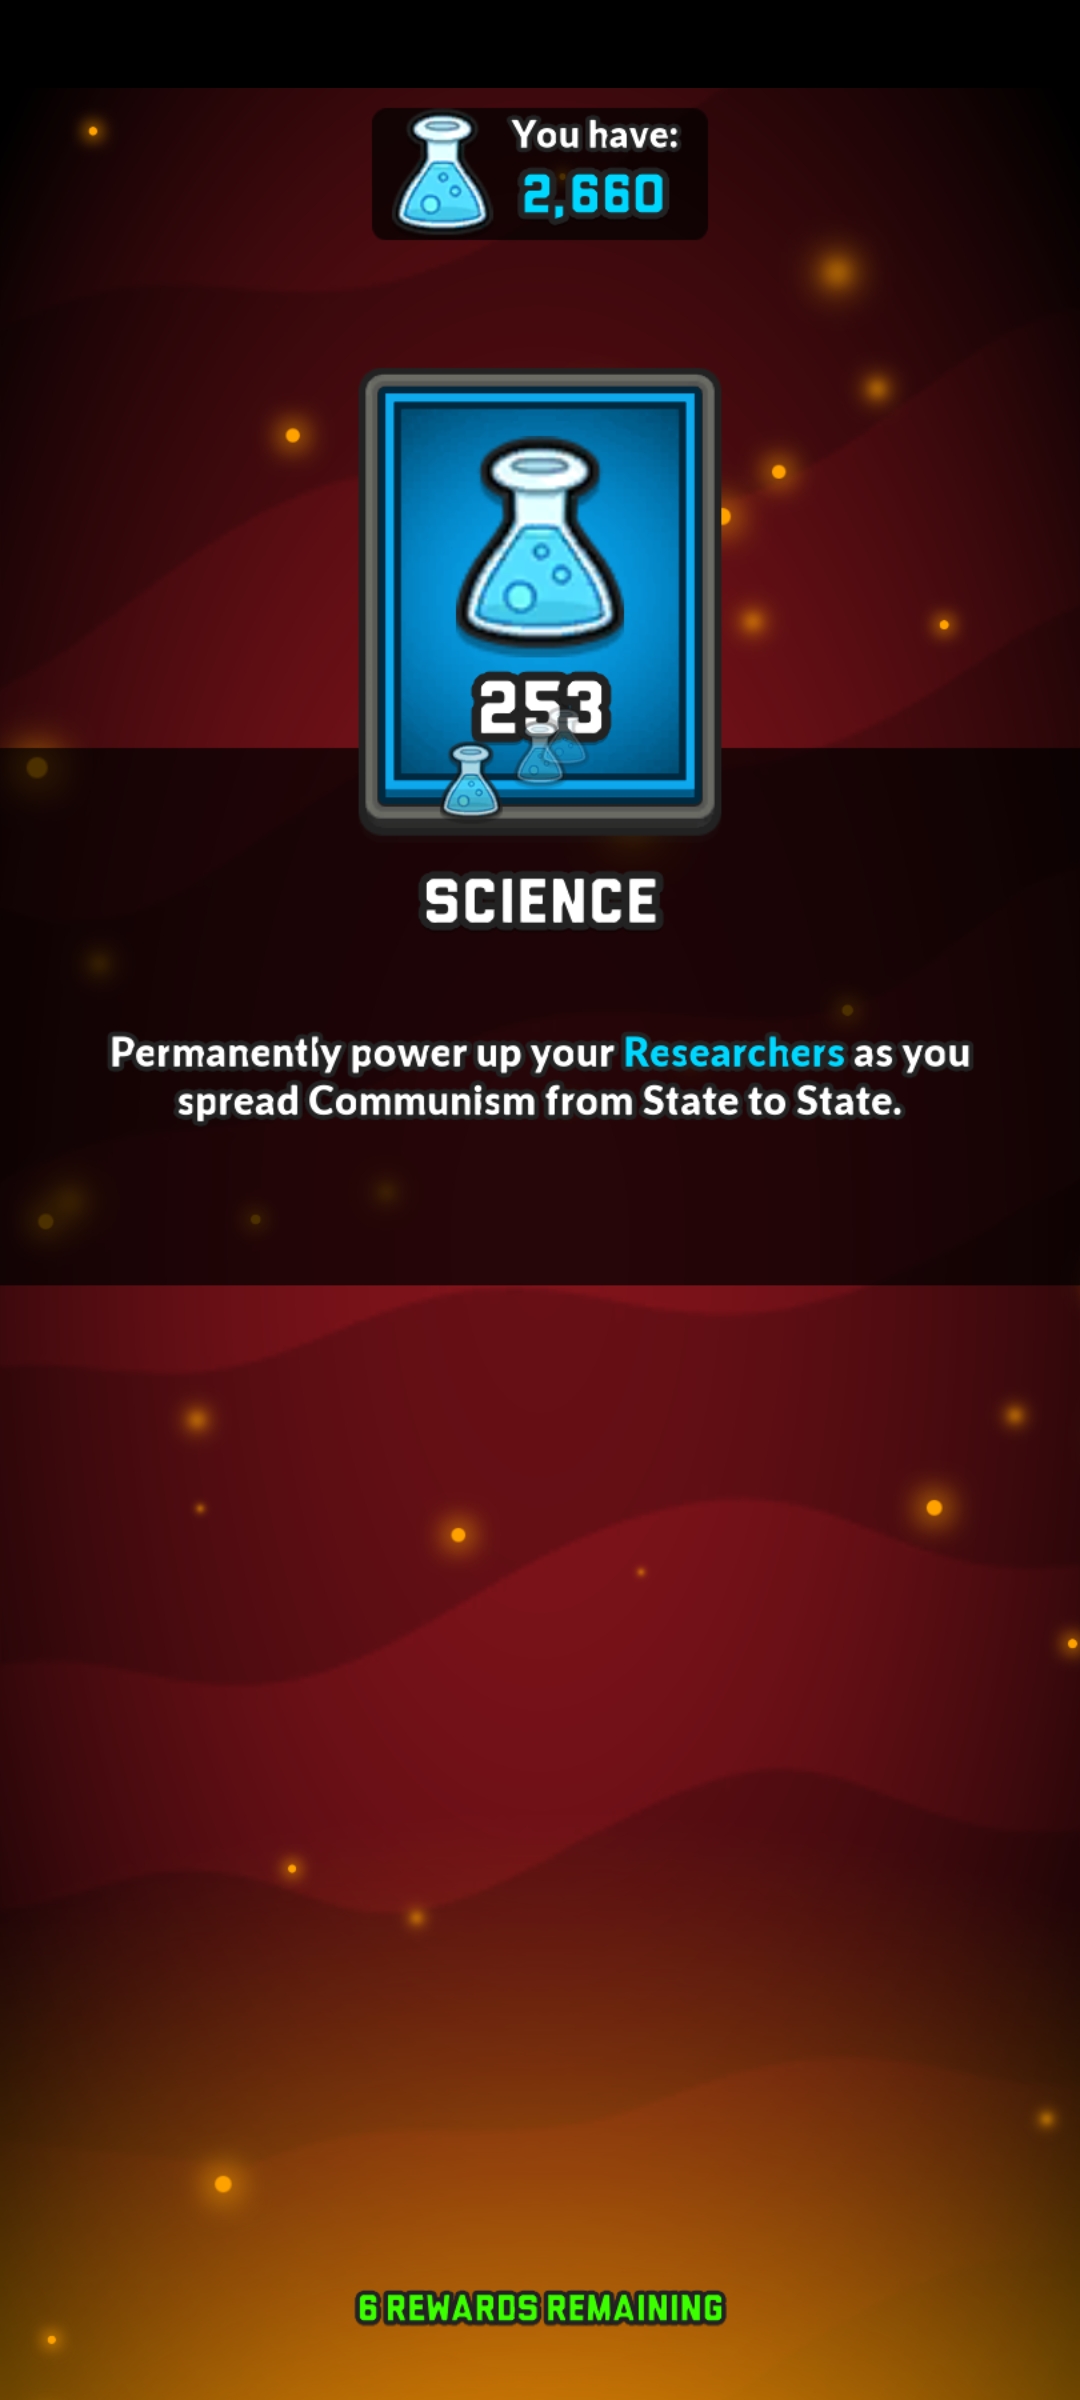 You have:
2,660
253
SCIENCE
Permanently power up your Researchers as you
spread Communism from State to State.
6 REWARDS REMAINING